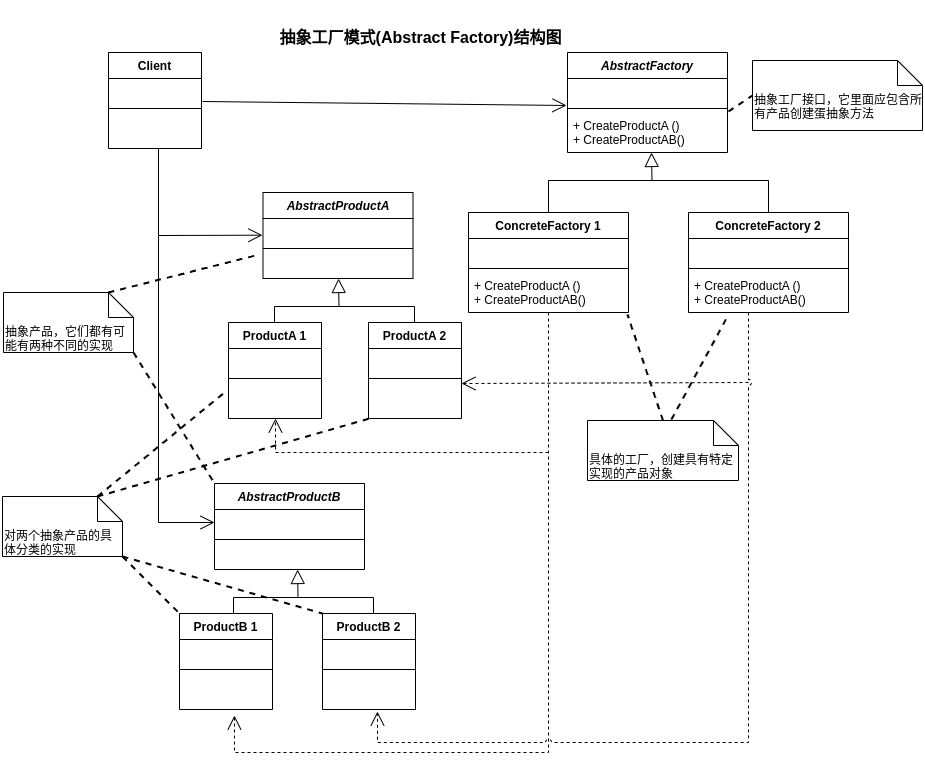 抽象工厂模式(Abstract Factory)结构图
Client
AbstractFactory
+ CreateProductA ()
+ CreateProductAB()
抽象工厂接口，它里面应包含所
有产品创建蛋抽象方法
AbstractProductA
ConcreteFactory 1
+ CreateProductA ()
+ CreateProductAB()
ConcreteFactory 2
+ CreateProductA ()
+ CreateProductAB()
抽象产品，它们都有可
能有两种不同的实现
ProductA 1
ProductA 2
具体的工厂，创建具有特定
实现的产品对象
AbstractProductB
对两个抽象产品的具
体分类的实现
ProductB 1
ProductB 2